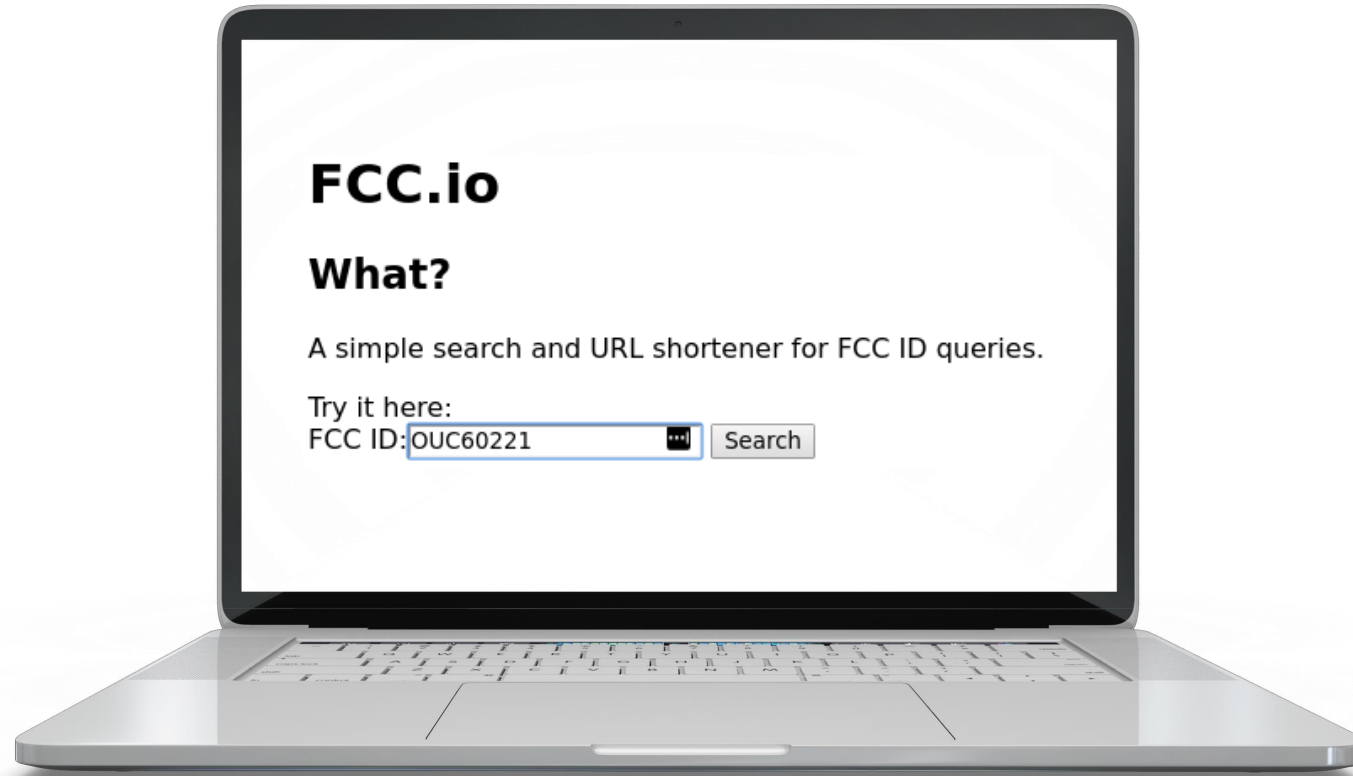 FCC.io
What?
A simple search and URL shortener for FCC ID queries.
Try it here:
FCC ID: OUC60221 Search